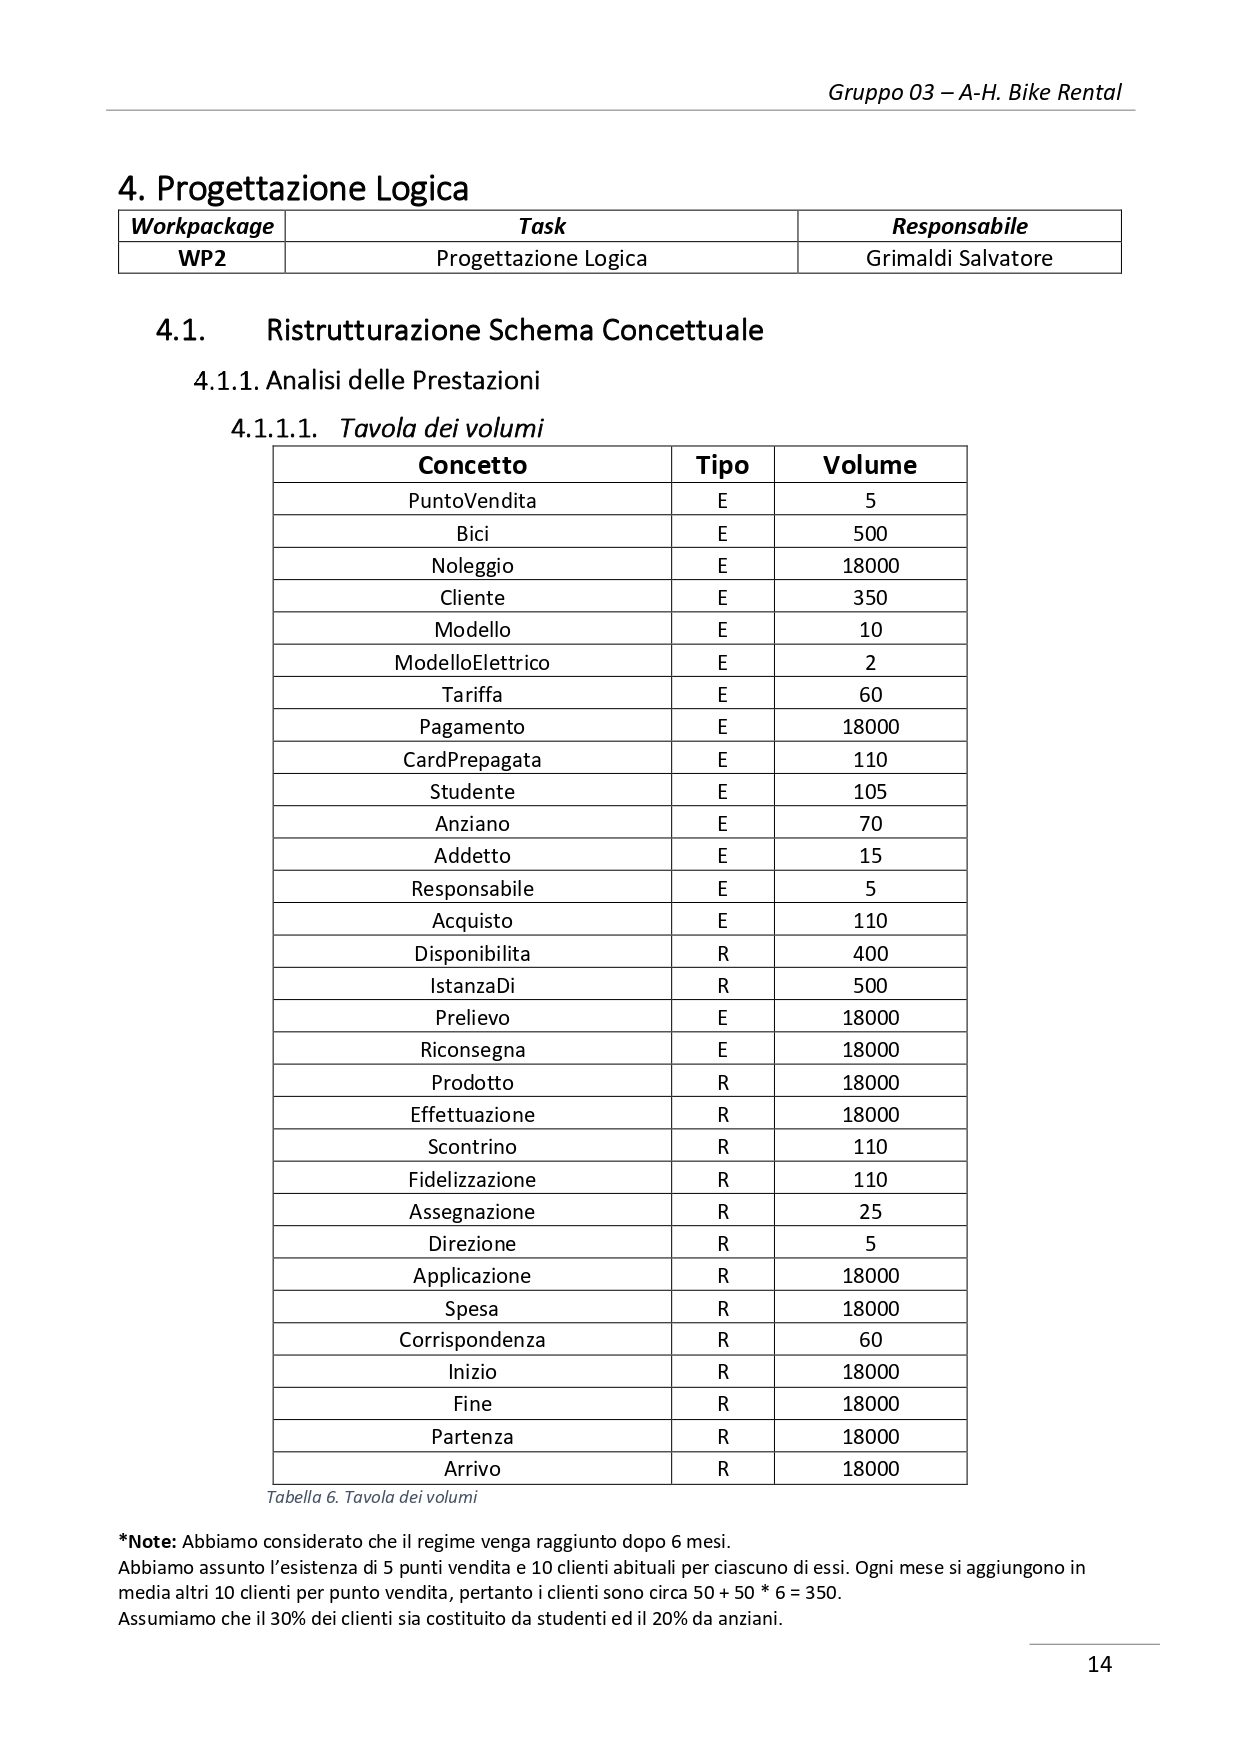 Gruppo 03 – A-H. Bike Rental
4. Progettazione Logica
Workpackage Task Responsabile
WP2 Progettazione Logica Grimaldi Salvatore
4.1. Ristrutturazione Schema Concettuale
4.1.1. Analisi delle Prestazioni
4.1.1.1. Tavola dei volumi
Concetto Tipo Volume
PuntoVendita E 5
Bici E 500
Noleggio E 18000
Cliente E 350
Modello E 10
ModelloElettrico E 2
Tariffa E 60
Pagamento E 18000
CardPrepagata E 110
Studente E 105
Anziano E 70
Addetto E 15
Responsabile E 5
Acquisto E 110
Disponibilita R 400
IstanzaDi R 500
Prelievo E 18000
Riconsegna E 18000
Prodotto R 18000
Effettuazione R 18000
Scontrino R 110
Fidelizzazione R 110
Assegnazione R 25
Direzione R 5
Applicazione R 18000
Spesa R 18000
Corrispondenza R 60
Inizio R 18000
Fine R 18000
Partenza R 18000
Arrivo R 18000
Tabella 6. Tavola dei volumi
*Note: Abbiamo considerato che il regime venga raggiunto dopo 6 mesi.
Abbiamo assunto l’esistenza di 5 punti vendita e 10 clienti abituali per ciascuno di essi. Ogni mese si aggiungono in
media altri 10 clienti per punto vendita, pertanto i clienti sono circa 50 + 50 * 6 = 350.
Assumiamo che il 30% dei clienti sia costituito da studenti ed il 20% da anziani.
14